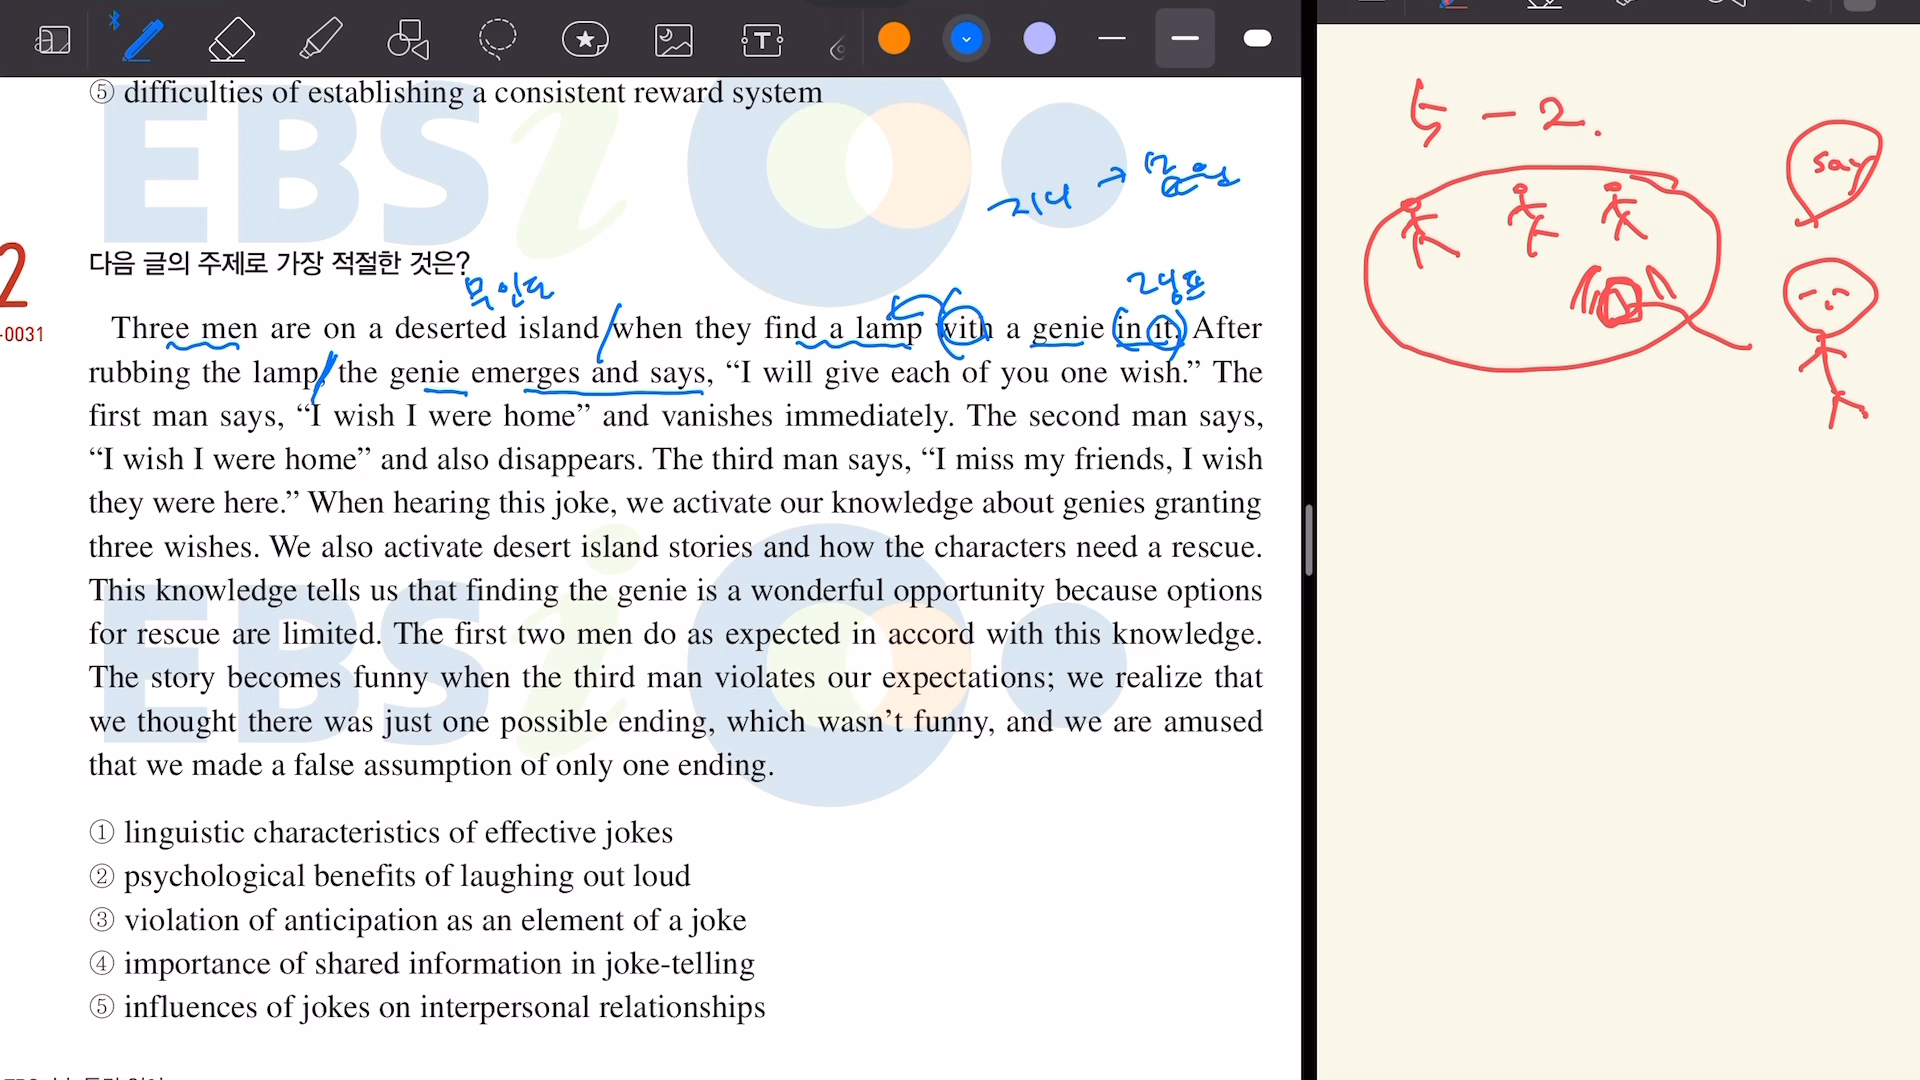 ⑤ difficulties of establishing a consistent reward system
2
-0031
다음 글의 주제로 가장 적절한 것은?
무인도
그램프
5 - 2.
say
Three men are on a deserted island when they find a lamp with a genie in it. After
rubbing the lamp, the genie emerges and says, “I will give each of you one wish.” The
first man says, “I wish I were home” and vanishes immediately. The second man says,
“I wish I were home” and also disappears. The third man says, “I miss my friends, I wish
they were here.” When hearing this joke, we activate our knowledge about genies granting
three wishes. We also activate desert island stories and how the characters need a rescue.
This knowledge tells us that finding the genie is a wonderful opportunity because options
for rescue are limited. The first two men do as expected in accord with this knowledge.
The story becomes funny when the third man violates our expectations; we realize that
we thought there was just one possible ending, which wasn’t funny, and we are amused
that we made a false assumption of only one ending.
① linguistic characteristics of effective jokes
② psychological benefits of laughing out loud
③ violation of anticipation as an element of a joke
④ importance of shared information in joke-telling
⑤ influences of jokes on interpersonal relationships
EBSi
EBSi